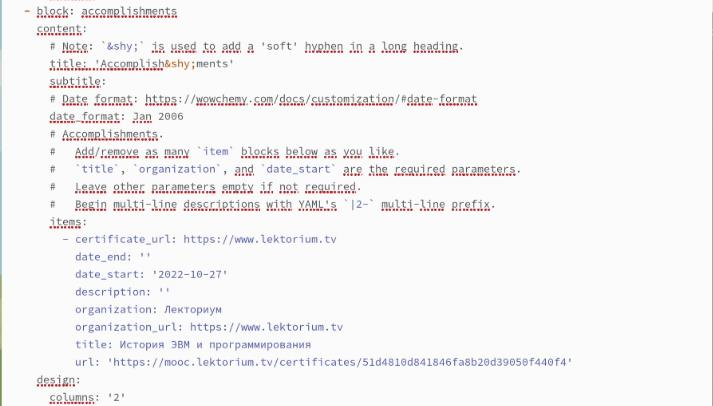 - block: accomplishments
content:
# Note: `&shy;` is used to add a 'soft' hyphen in a long heading.
title: 'Accomplish&shy;ments'
subtitle:
# Date format: https://wowchemy.com/docs/customization/#date-format
date_format: Jan 2006
# Accomplishments.
#   Add/remove as many `item` blocks below as you like.
#   `title`, `organization`, and `date_start` are the required parameters.
#   Leave other parameters empty if not required.
#   Begin multi-line descriptions with YAML's `|2-` multi-line prefix.
items:
- certificate_url: https://www.lektorium.tv
date_end: ''
date_start: '2022-10-27'
description: ''
organization: Лекториум
organization_url: https://www.lektorium.tv
title: История ЭВМ и программирования
url: 'https://mooc.lektorium.tv/certificates/51d4810d841846fa8b20d39050f440f4'
design:
columns: '2'